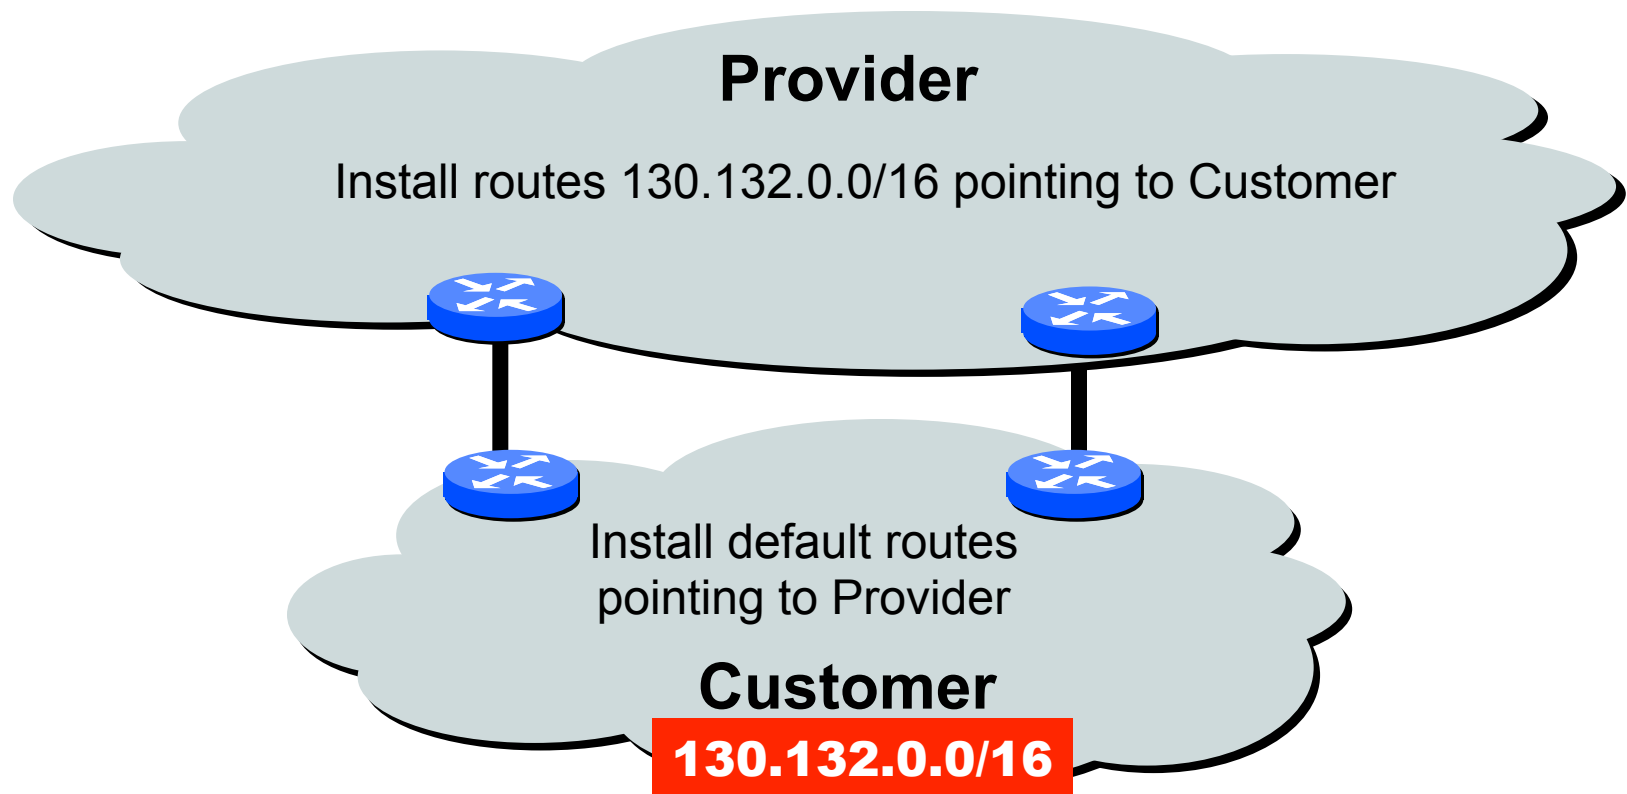 Provider
Install routes 130.132.0.0/16 pointing to Customer
Install default routes
pointing to Provider
Customer
130.132.0.0/16